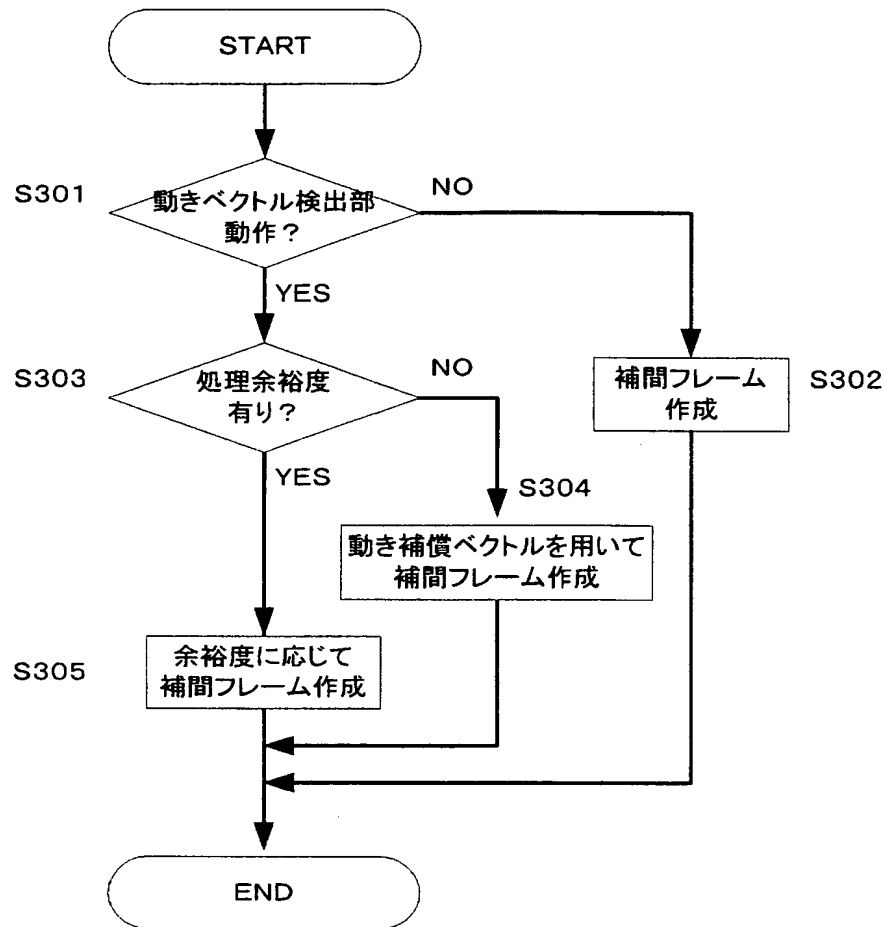 START
S301
動きベクトル検出部
動作？
NO
YES
S303
処理余裕度
有り？
NO
補間フレーム
作成
S302
YES
S304
動き補償ベクトルを用いて
補間フレーム作成
S305
余裕度に応じて
補間フレーム作成
END